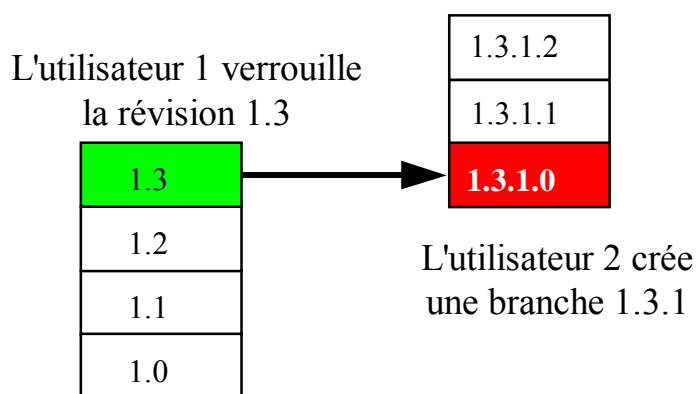 L'utilisateur 1 verrouille
la révision 1.3
1.3
1.2
1.1
1.0
1.3.1.2
1.3.1.1
1.3.1.0
L'utilisateur 2 crée
une branche 1.3.1